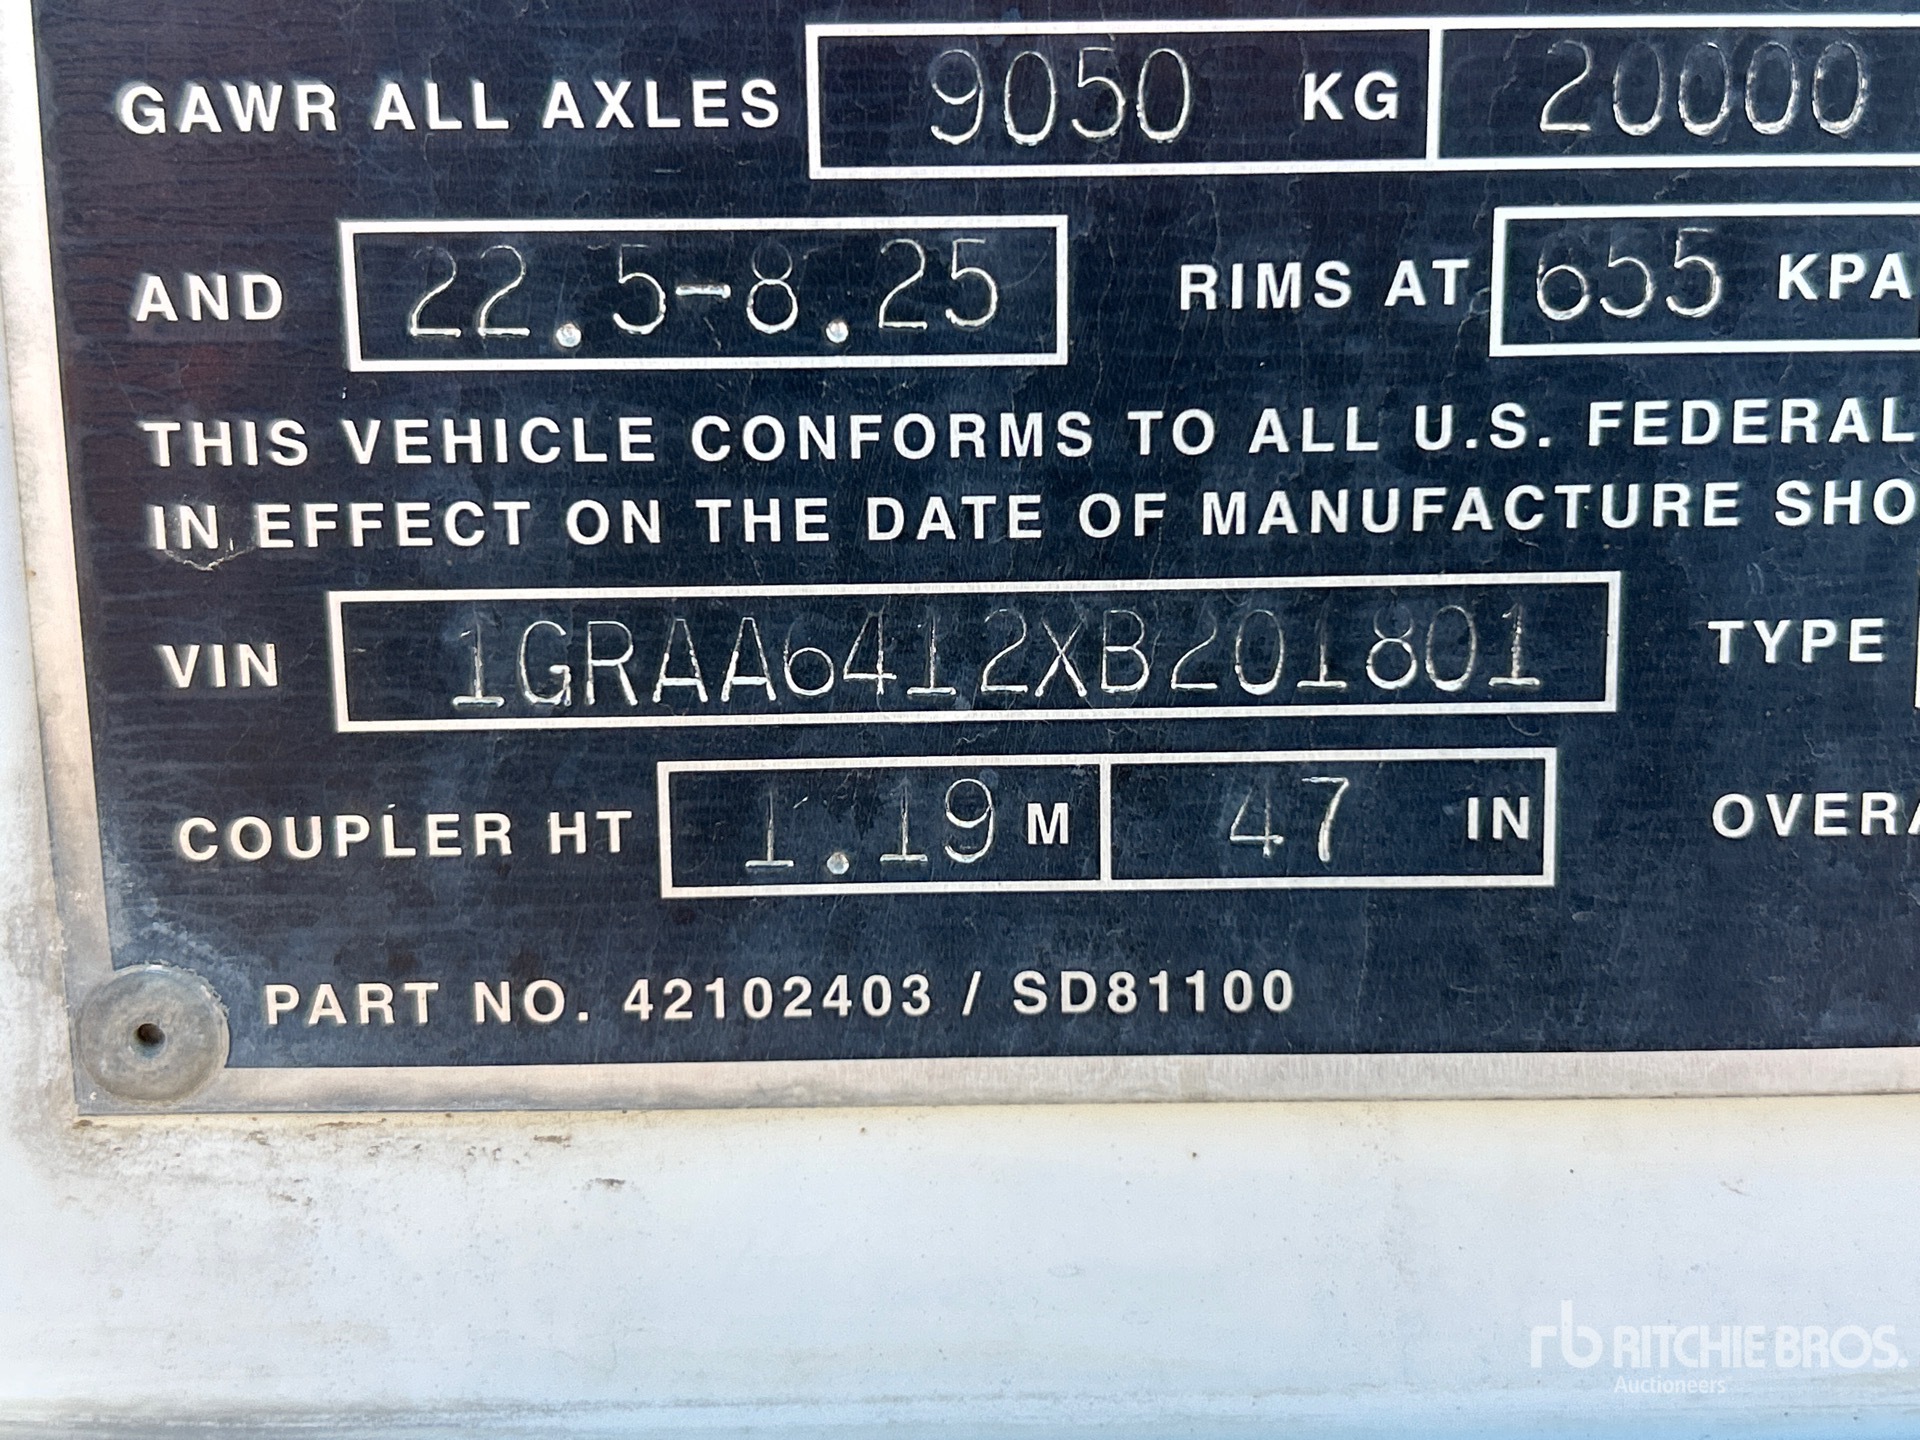 GAWR ALL AXLES 9050 KG 20000
AND 22.5-8.25 RIMS AT 655 KPA
THIS VEHICLE CONFORMS TO ALL U.S. FEDERAL
IN EFFECT ON THE DATE OF MANUFACTURE SHO
VIN 1GRAA6412XB201801 TYPE
COUPLER HT 1.19 M 47 IN OVERA
PART NO. 42102403 / SD81100
rb RITCHIE BROS.
Auctioneers